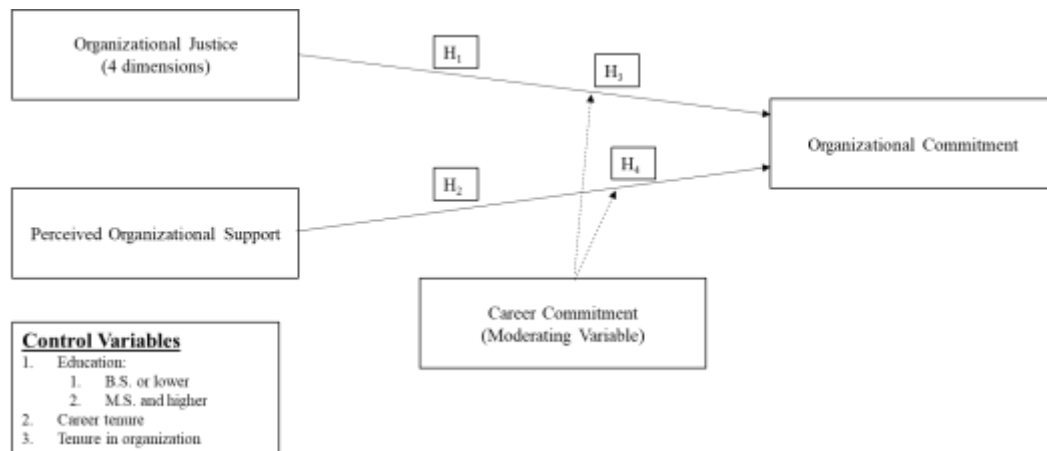 Organizational Justice
(4 dimensions)
H₁
H₃
Organizational Commitment
H₂
H₄
Perceived Organizational Support
Career Commitment
(Moderating Variable)
Control Variables
1. Education:
1. B.S. or lower
2. M.S. and higher
2. Career tenure
3. Tenure in organization